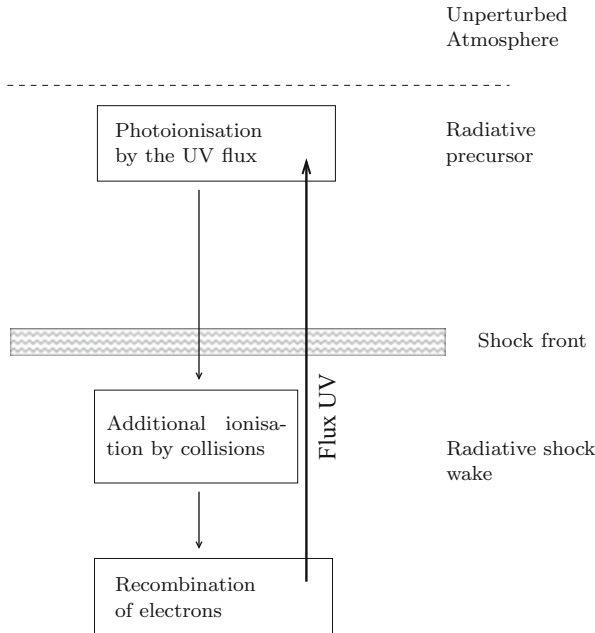 Unperturbed
Atmosphere
Photoionisation
by the UV flux
Radiative
precursor
Shock front
Additional ionisa-
tion by collisions
Flux UV
Radiative shock
wake
Recombination
of electrons